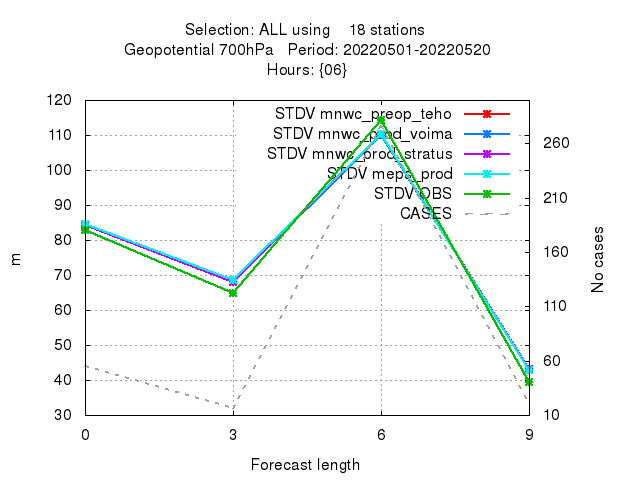 Selection: ALL using 18 stations
Geopotential 700hPa Period: 20220501-20220520
Hours: {06}
120
110
100
90
80
70
60
50
40
30
m
STDV mnwc_preop_teho
STDV mnwc_prod_voima
STDV mnwc_prod_stratus
STDV meps_prod
STDV OBS
CASES
260
210
160
110
60
10
No cases
0 3 6 9
Forecast length